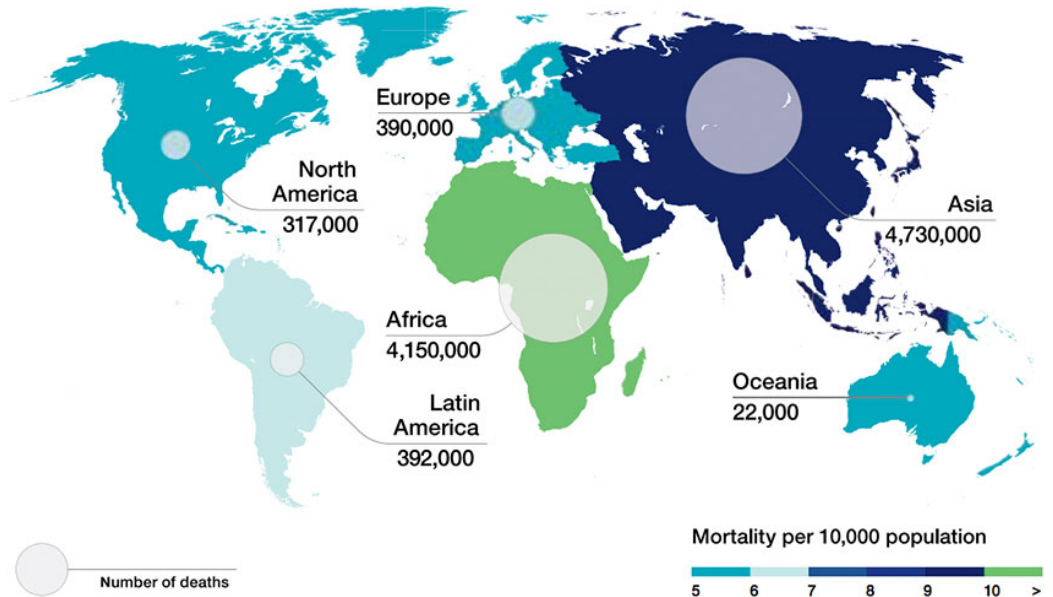 Europe
390,000
North
America
317,000
Asia
4,730,000
Africa
4,150,000
Oceania
22,000
Latin
America
392,000
Mortality per 10,000 population
Number of deaths
5 6 7 8 9 10 >